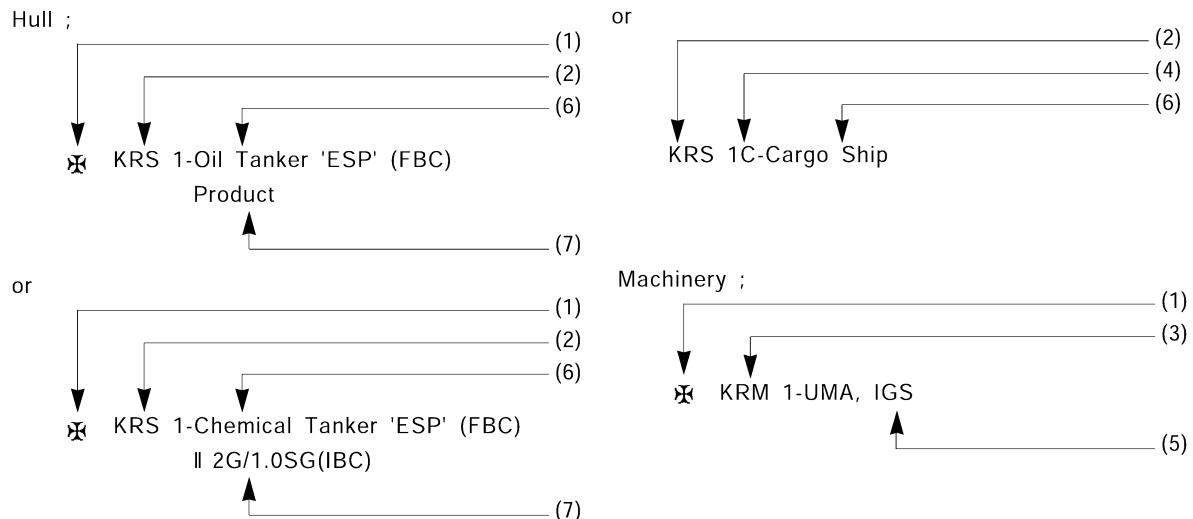 Hull ;
(1)
(2)
(6)
✠ KRS 1-Oil Tanker 'ESP' (FBC)
Product
(7)
or
(1)
(2)
(6)
✠ KRS 1-Chemical Tanker 'ESP' (FBC)
Ⅱ 2G/1.0SG(IBC)
(7)
or
(2)
(4)
(6)
KRS 1C-Cargo Ship
Machinery ;
(1)
(3)
✠ KRM 1-UMA, IGS
(5)